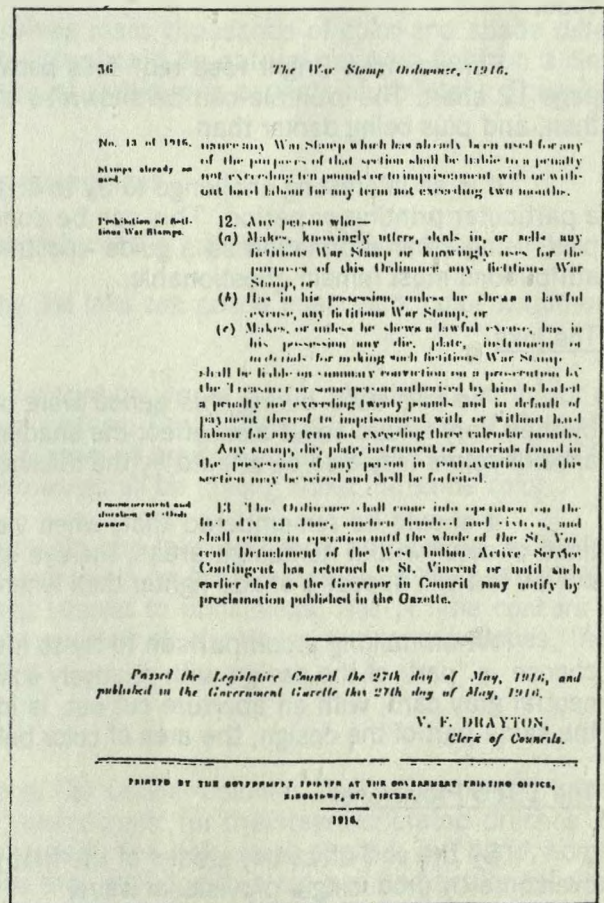 36 The War Stamp Ordinance, 1916.
No. 13 of 1916.
nance any War Stamp which has already been used for any
of the purposes of that section shall be liable to a penalty
Stamps already so
used.
not exceeding ten pounds or to imprisonment with or with-
out hard labour for any term not exceeding two months.
Prohibition of ficti-
tious War Stamps.
12. Any person who—
(a) Makes, knowingly utters, deals in, or sells any
fictitious War Stamp or knowingly uses for the
purposes of this Ordinance any fictitious War
Stamp, or
(b) Has in his possession, unless he shews a lawful
excuse, any fictitious War Stamp, or
(c) Makes, or unless he shews a lawful excuse, has in
his possession any die, plate, instrument or
materials for making such fictitious War Stamp
shall be liable on summary conviction on a prosecution by
the Treasurer or some person authorised by him to forfeit
a penalty not exceeding twenty pounds and in default of
payment thereof to imprisonment with or without hard
labour for any term not exceeding three calendar months.
Any stamp, die, plate, instrument or materials found in
the possession of any person in contravention of this
section may be seized and shall be forfeited.
Commencement and
duration of Ordi-
nance.
13. The Ordinance shall come into operation on the
first day of June, nineteen hundred and sixteen, and
shall remain in operation until the whole of the St. Vin-
cent Detachment of the West Indian Active Service
Contingent has returned to St. Vincent or until such
earlier date as the Governor in Council may notify by
proclamation published in the Gazette.
Passed the Legislative Council the 27th day of May, 1916, and
published in the Government Gazette this 27th day of May, 1916.
V. F. DRAYTON,
Clerk of Councils.
PRINTED BY THE GOVERNMENT PRINTER AT THE GOVERNMENT PRINTING OFFICE,
KINGSTOWN, ST. VINCENT.
1916.